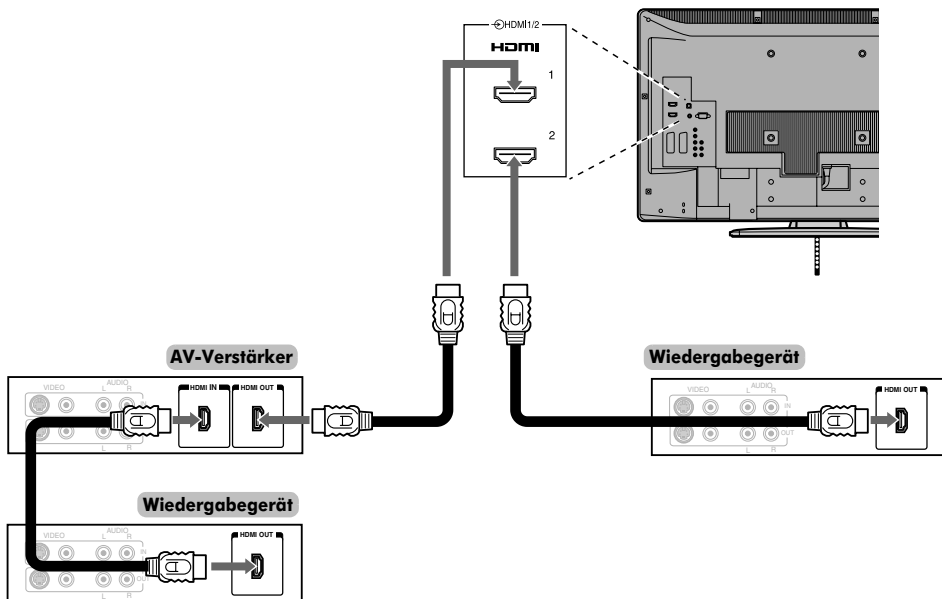 HDMI1/2
HDMI
1
2
AV-Verstärker
VIDEO
AUDIO
L R
IN
HDMI IN
HDMI OUT
L R
Wiedergabegerät
VIDEO
AUDIO
L R
IN
OUT
L R
HDMI OUT
Wiedergabegerät
VIDEO
AUDIO
L R
IN
OUT
L R
HDMI OUT